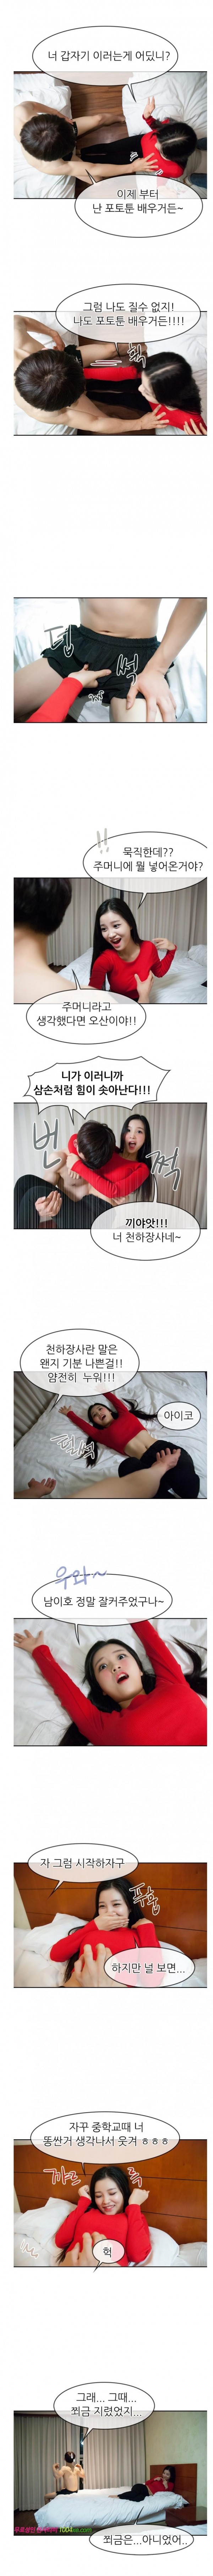 너 갑자기 이러는게 어딨니?
이제 부터
난 포토툰 배우거든~
그럼 나도 질수 없지!
나도 포토툰 배우거든!!!!
휙
텁
썩
!!
묵직한데??
주머니에 뭘 넣어온거야?
주머니라고
생각했다면 오산이야!!
니가 이러니까
삼손처럼 힘이 솟아난다!!!
번
쩍
끼야앗!!!
너 천하장사네~
천하장사란 말은
왠지 기분 나쁜걸!!
얌전히 누워!!!
아이코
털석
우와~
남이호 정말 잘커주었구나~
자 그럼 시작하자구
푸훕
하지만 널 보면...
자꾸 중학교때 너
똥싼거 생각나서 웃겨 ㅎㅎㅎ
까르
륵
헉
그래... 그때...
쬐금 지렸었지...
쬐금은...아니었어..